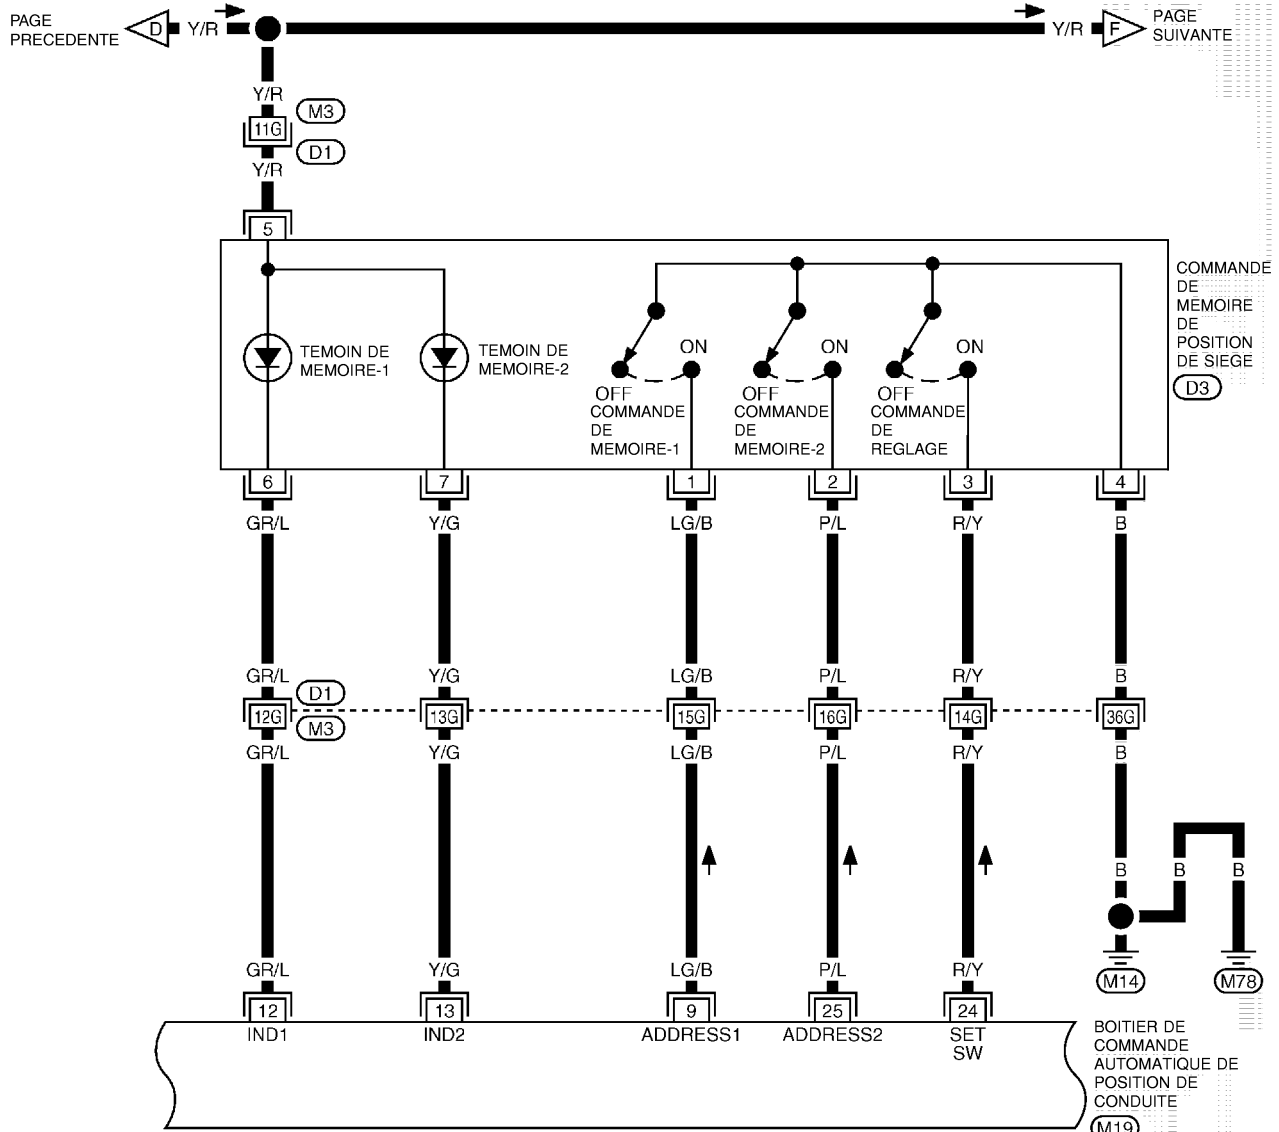 PAGE
PRECEDENTE
D
Y/R
Y/R
F
PAGE
SUIVANTE
Y/R
M3
11G
D1
Y/R
5
COMMANDE
DE
MEMOIRE
DE
POSITION
DE SIEGE
D3
TEMOIN DE
MEMOIRE-1
TEMOIN DE
MEMOIRE-2
ON
OFF
COMMANDE
DE
MEMOIRE-1
ON
OFF
COMMANDE
DE
MEMOIRE-2
ON
OFF
COMMANDE
DE
REGLAGE
6 7 1 2 3 4
GR/L Y/G LG/B P/L R/Y B
GR/L Y/G LG/B P/L R/Y B
D1
12G 13G 15G 16G 14G 36G
M3
GR/L Y/G LG/B P/L R/Y B
B B B
GR/L Y/G LG/B P/L R/Y
M14 M78
12 13 9 25 24
IND1 IND2 ADDRESS1 ADDRESS2 SET
SW
BOITIER DE
COMMANDE
AUTOMATIQUE DE
POSITION DE
CONDUITE
M19